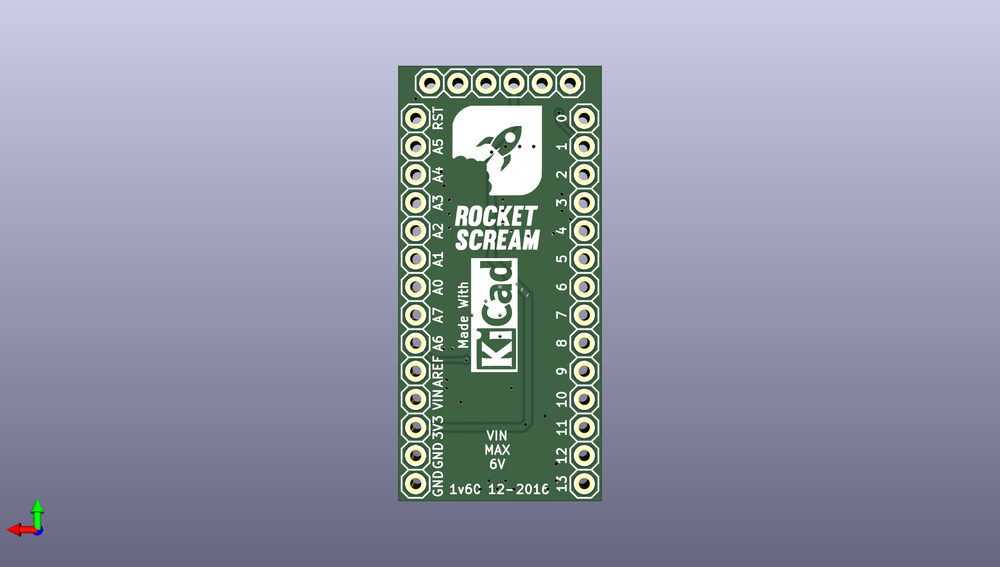 RST
A5
A4
A3
A2
A1
A0
A7
A6
AREF
VIN
3V3
GND
GND
0
1
2
3
4
5
6
7
8
9
10
11
12
13
ROCKET
SCREAM
Made With
KiCad
VIN
MAX
6V
1v60 12-2016